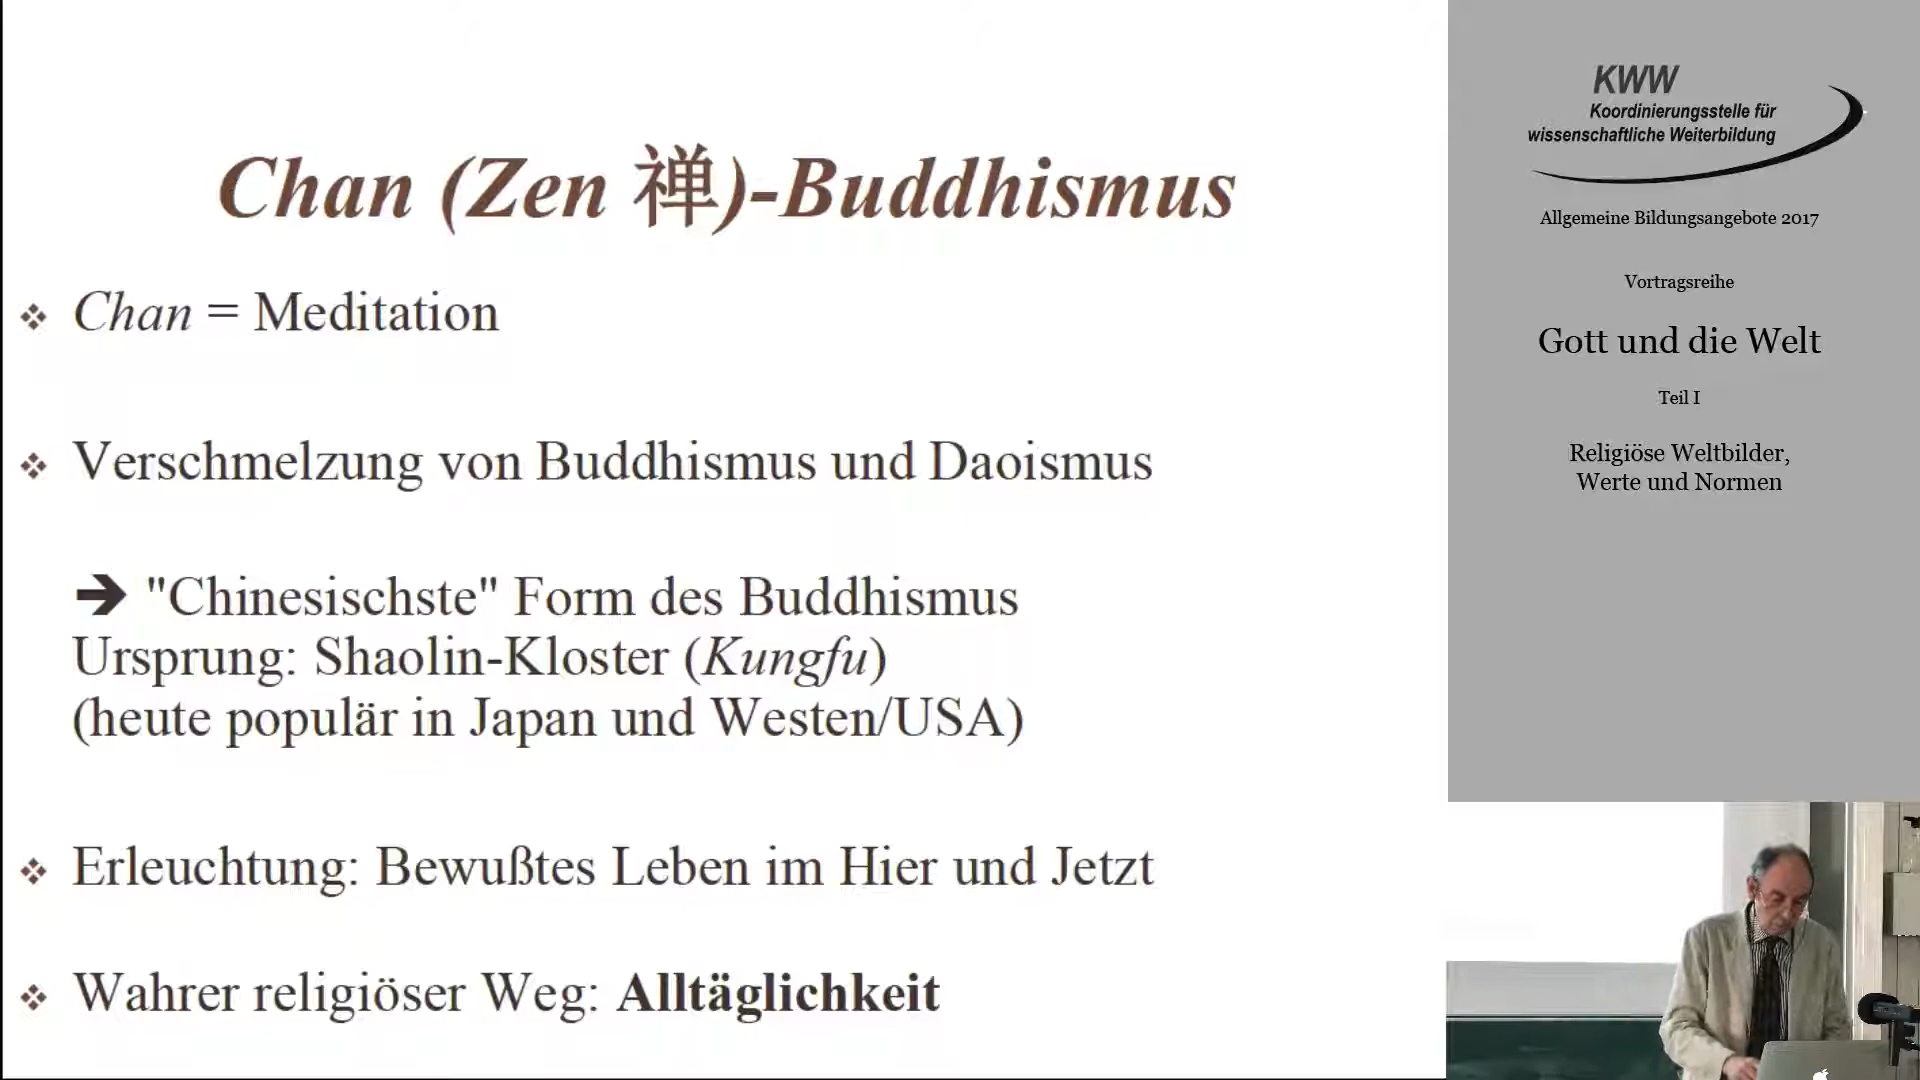 Chan (Zen 禅)-Buddhismus
❖ Chan = Meditation
❖ Verschmelzung von Buddhismus und Daoismus
➔ "Chinesischste" Form des Buddhismus
Ursprung: Shaolin-Kloster (Kungfu)
(heute populär in Japan und Westen/USA)
❖ Erleuchtung: Bewußtes Leben im Hier und Jetzt
❖ Wahrer religiöser Weg: Alltäglichkeit
KWW
Koordinierungsstelle für
wissenschaftliche Weiterbildung
Allgemeine Bildungsangebote 2017
Vortragsreihe
Gott und die Welt
Teil I
Religiöse Weltbilder,
Werte und Normen